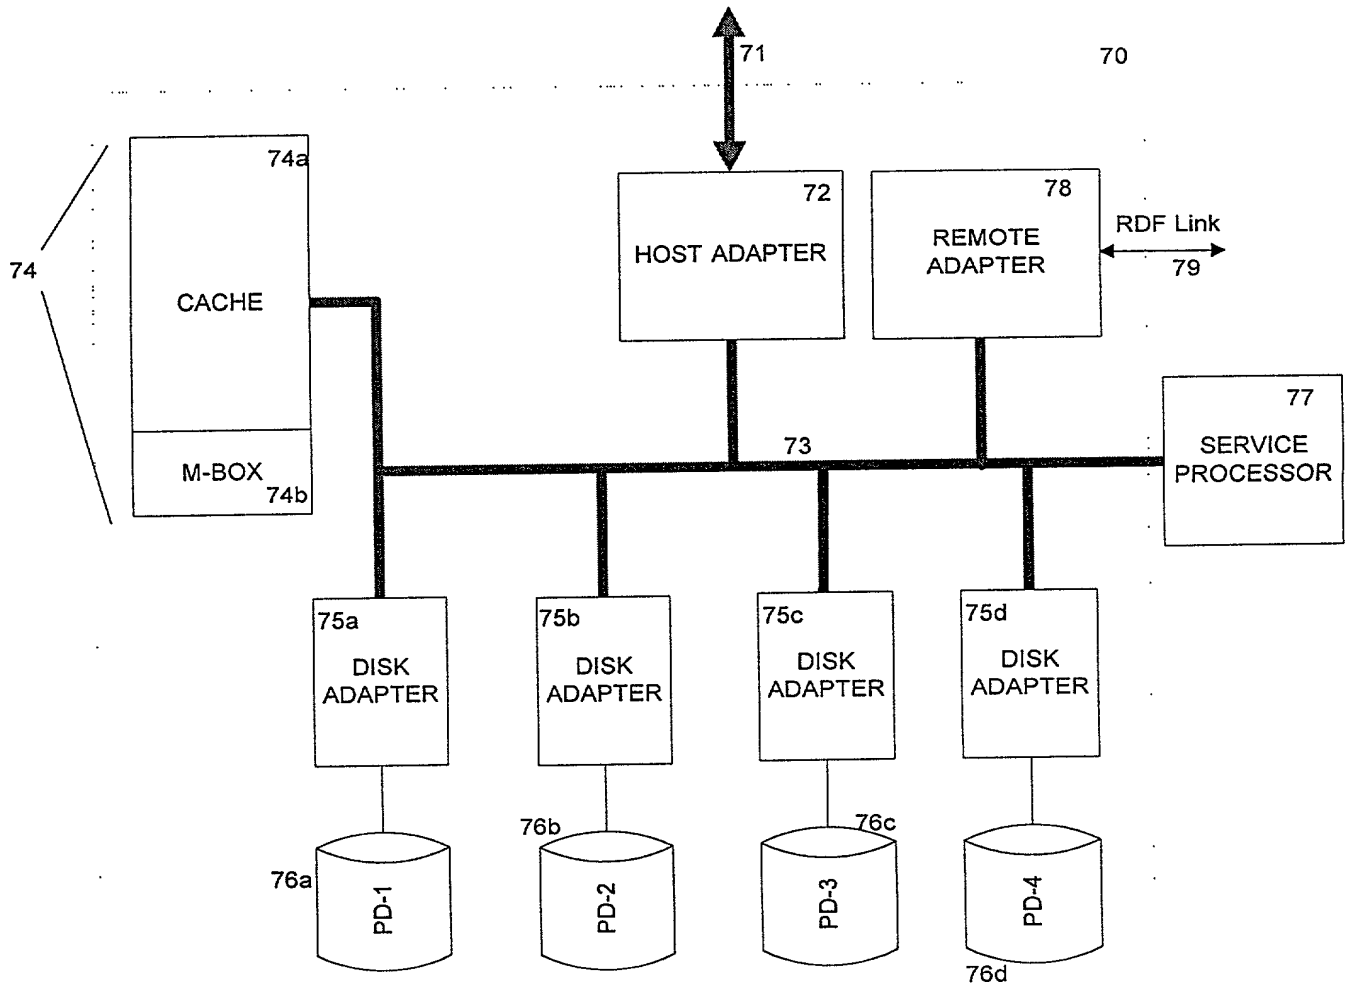 71
70
74a
72
78
74
CACHE
HOST ADAPTER
REMOTE
ADAPTER
RDF Link
79
77
SERVICE
PROCESSOR
73
M-BOX
74b
75a
DISK
ADAPTER
75b
DISK
ADAPTER
75c
DISK
ADAPTER
75d
DISK
ADAPTER
76a
PD-1
76b
PD-2
76c
PD-3
PD-4
76d